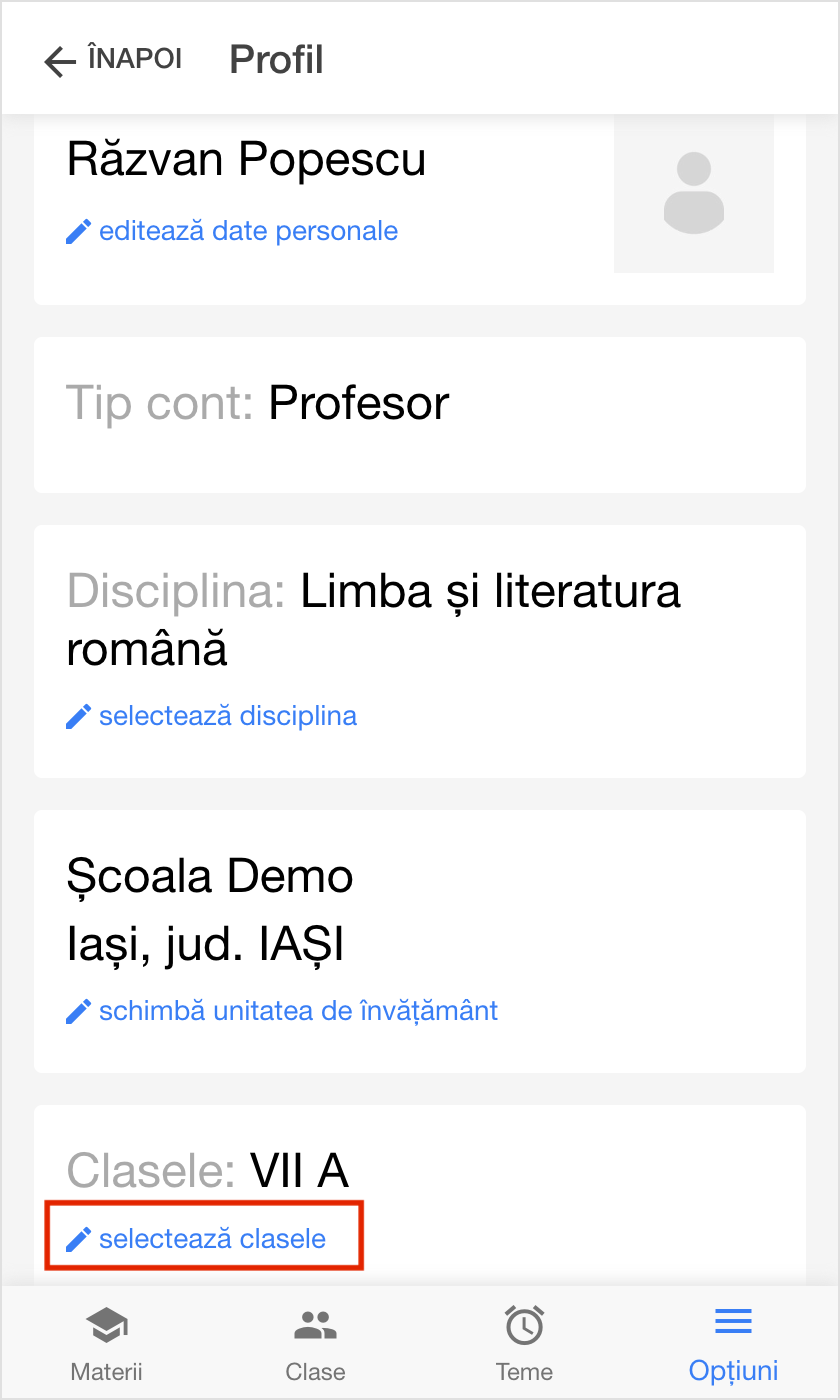 ÎNAPOI Profil
Răzvan Popescu
editează date personale
Tip cont: Profesor
Disciplina: Limba și literatura
română
selectează disciplina
Școala Demo
Iași, jud. IAȘI
schimbă unitatea de învățământ
Clasele: VII A
selectează clasele
Materii Clase Teme Opțiuni